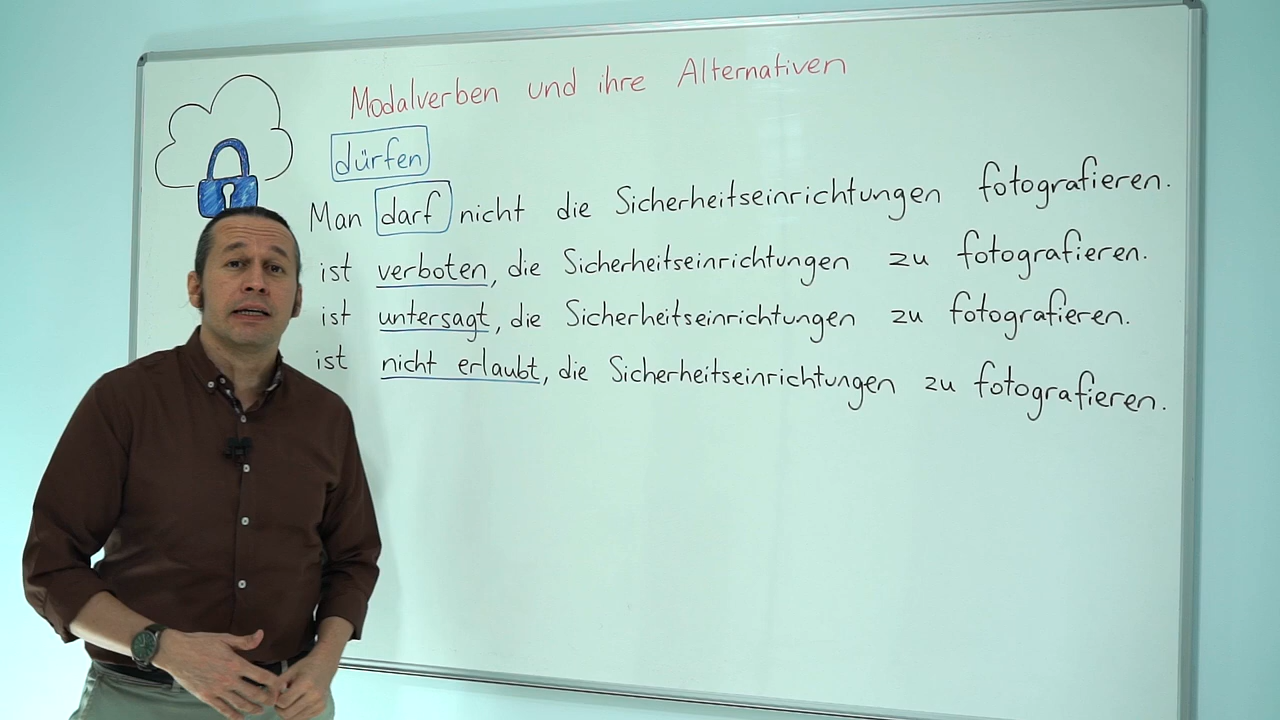 Modalverben und ihre Alternativen
dürfen
Man darf nicht die Sicherheitseinrichtungen fotografieren.
ist verboten, die Sicherheitseinrichtungen zu fotografieren.
ist untersagt, die Sicherheitseinrichtungen zu fotografieren.
ist nicht erlaubt, die Sicherheitseinrichtungen zu fotografieren.